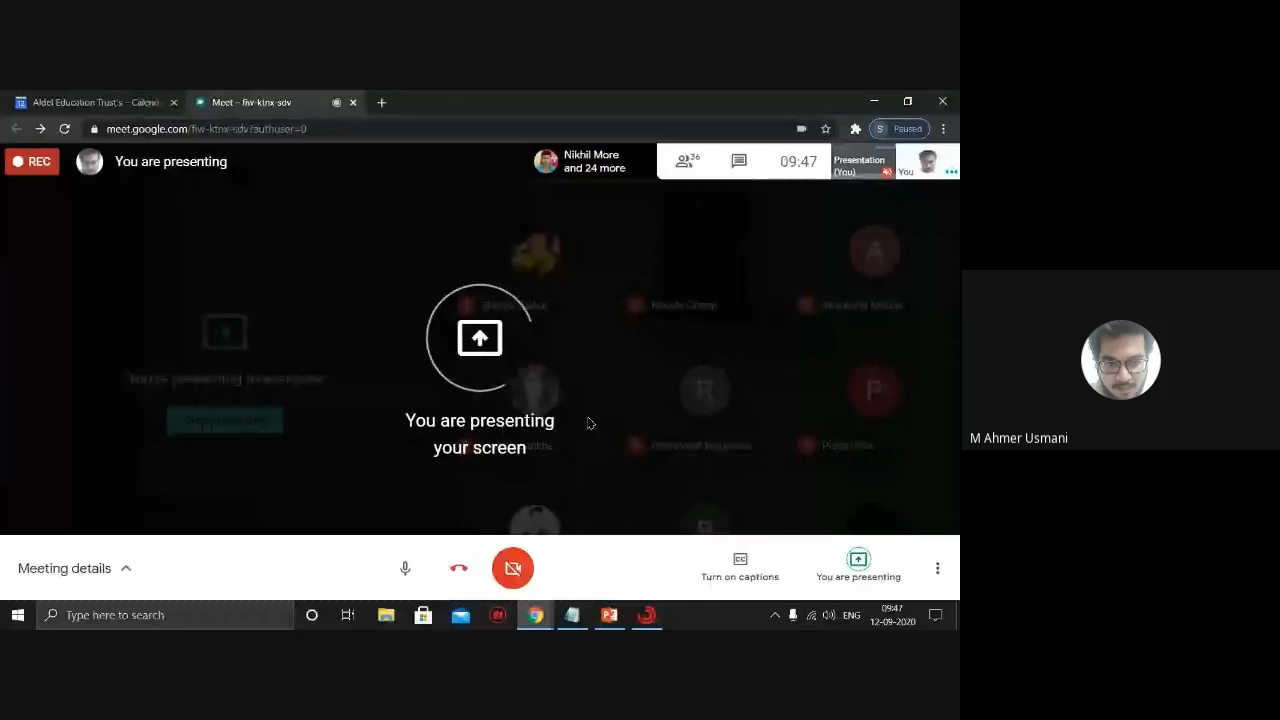 Aldel Education Trust's – Calend
Meet – fiw-ktnx-sdv
meet.google.com/fiw-ktnx-sdv?authuser=0
S Paused
REC
You are presenting
Nikhil More
and 24 more
36
09:47
Presentation
(You)
You
A
R
P
You are presenting
your screen
M Ahmer Usmani
Meeting details
Turn on captions
You are presenting
Type here to search
ENG
09:47
12-09-2020